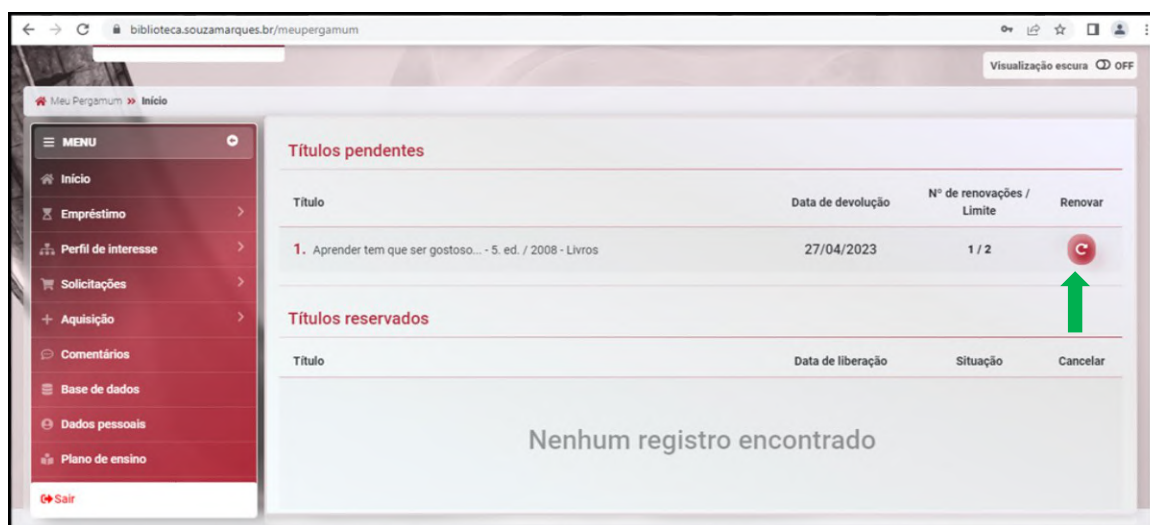 biblioteca.souzamarques.br/meupergamum
Visualização escura OFF
Meu Pergamum » Início
MENU
Início
Empréstimo
Perfil de interesse
Solicitações
Aquisição
Comentários
Base de dados
Dados pessoais
Plano de ensino
Sair
Títulos pendentes
Título Data de devolução Nº de renovações / Limite Renovar
1. Aprender tem que ser gostoso... - 5. ed. / 2008 - Livros 27/04/2023 1 / 2
Títulos reservados
Título Data de liberação Situação Cancelar
Nenhum registro encontrado